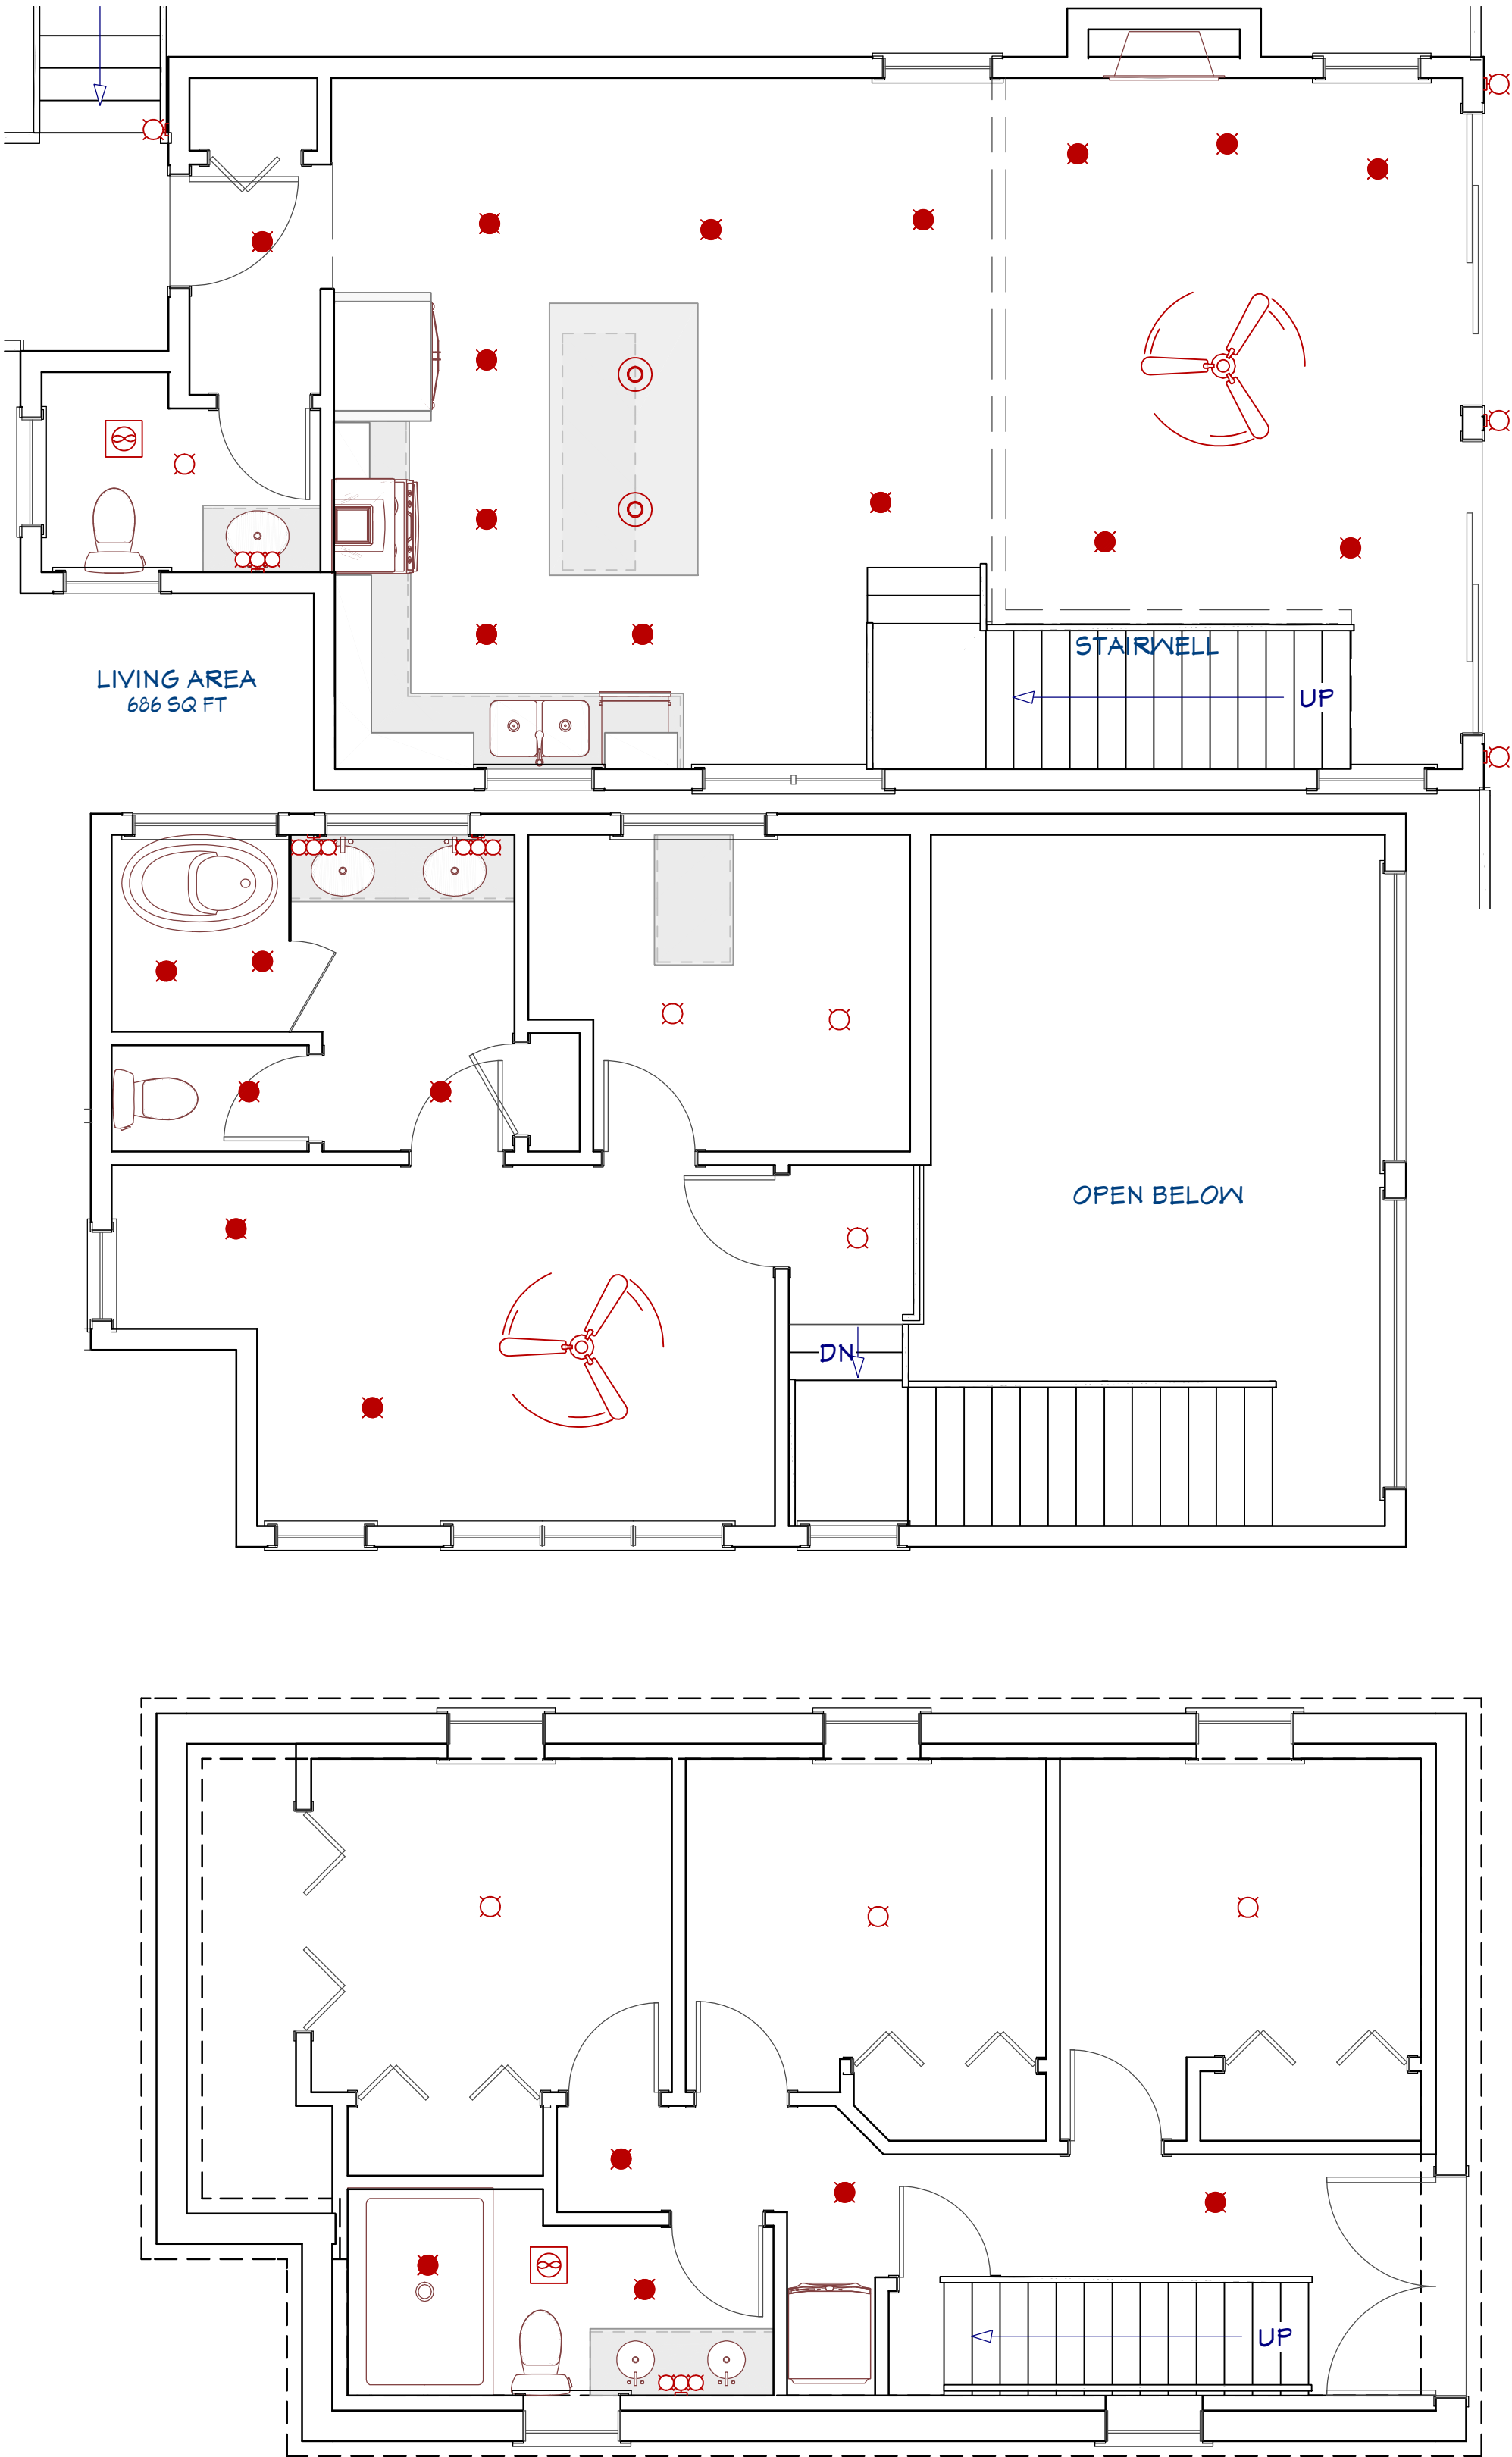 STAIRWELL
LIVING AREA
686 SQ FT
UP
OPEN BELOW
DN
UP